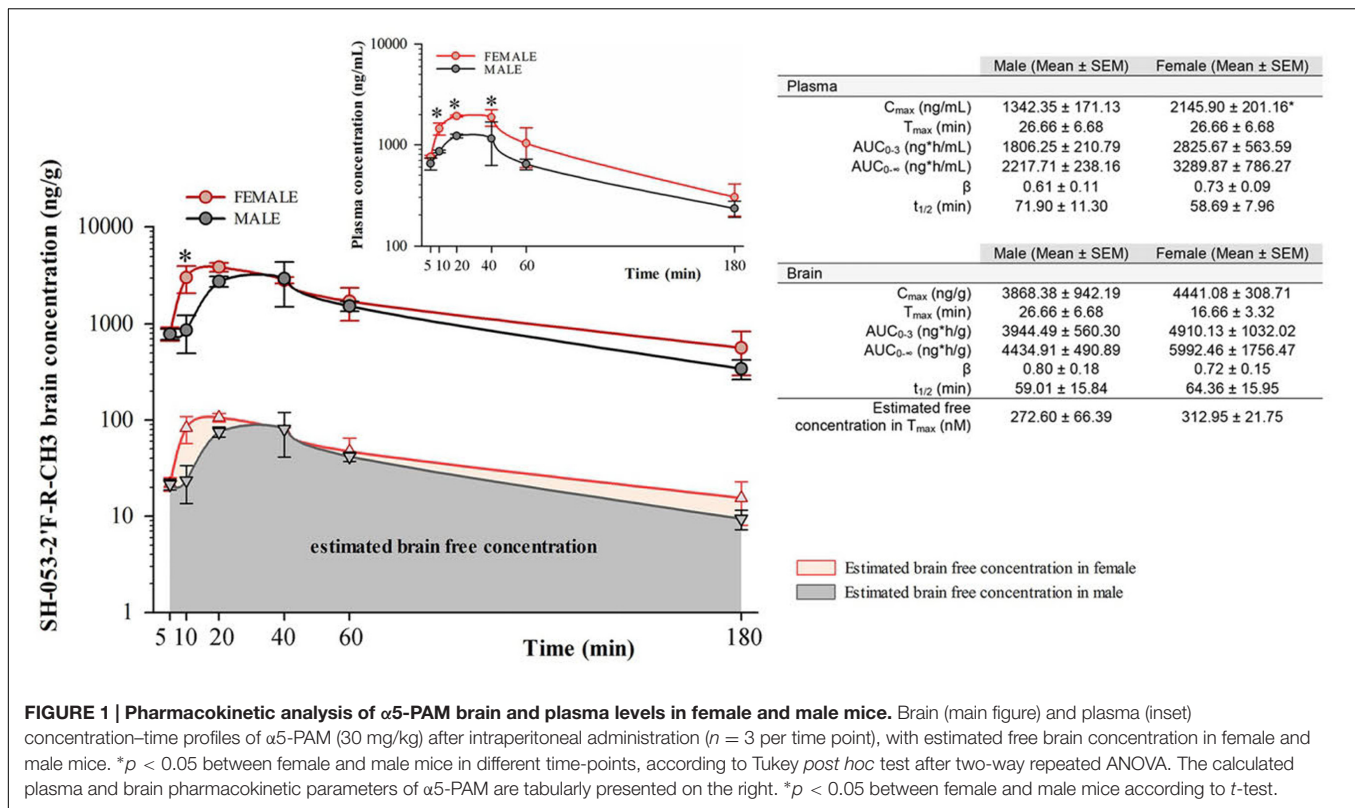 10000
FEMALE
MALE
* * *
1000
100
Plasma concentration (ng/mL)
5 10 20 40 60 180
Time (min)
FEMALE
MALE
*
10000
1000
100
10
1
SH-053-2'F-R-CH3 brain concentration (ng/g)
estimated brain free concentration
5 10 20 40 60 180
Time (min)
Male (Mean ± SEM) Female (Mean ± SEM)
Plasma
Cmax (ng/mL) 1342.35 ± 171.13 2145.90 ± 201.16*
Tmax (min) 26.66 ± 6.68 26.66 ± 6.68
AUC0-3 (ng*h/mL) 1806.25 ± 210.79 2825.67 ± 563.59
AUC0-∞ (ng*h/mL) 2217.71 ± 238.16 3289.87 ± 786.27
β 0.61 ± 0.11 0.73 ± 0.09
t1/2 (min) 71.90 ± 11.30 58.69 ± 7.96
Male (Mean ± SEM) Female (Mean ± SEM)
Brain
Cmax (ng/g) 3868.38 ± 942.19 4441.08 ± 308.71
Tmax (min) 26.66 ± 6.68 16.66 ± 3.32
AUC0-3 (ng*h/g) 3944.49 ± 560.30 4910.13 ± 1032.02
AUC0-∞ (ng*h/g) 4434.91 ± 490.89 5992.46 ± 1756.47
β 0.80 ± 0.18 0.72 ± 0.15
t1/2 (min) 59.01 ± 15.84 64.36 ± 15.95
Estimated free
concentration in Tmax (nM) 272.60 ± 66.39 312.95 ± 21.75
Estimated brain free concentration in female
Estimated brain free concentration in male
FIGURE 1 | Pharmacokinetic analysis of α5-PAM brain and plasma levels in female and male mice. Brain (main figure) and plasma (inset)
concentration–time profiles of α5-PAM (30 mg/kg) after intraperitoneal administration (n = 3 per time point), with estimated free brain concentration in female and
male mice. *p < 0.05 between female and male mice in different time-points, according to Tukey post hoc test after two-way repeated ANOVA. The calculated
plasma and brain pharmacokinetic parameters of α5-PAM are tabularly presented on the right. *p < 0.05 between female and male mice according to t-test.